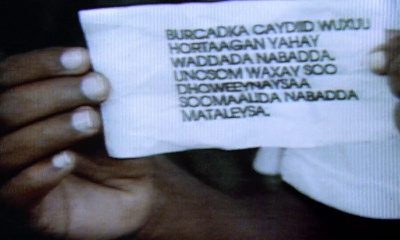 BURCADKA CAYDIID WUXUU
HORTAAGAN YAHAY
WADDADA NABADDA.
UNOSOM WAXAY SOO
DHOWEEYNAYSAA
SOOMAALIDA NABADDA
MATALEYSA.